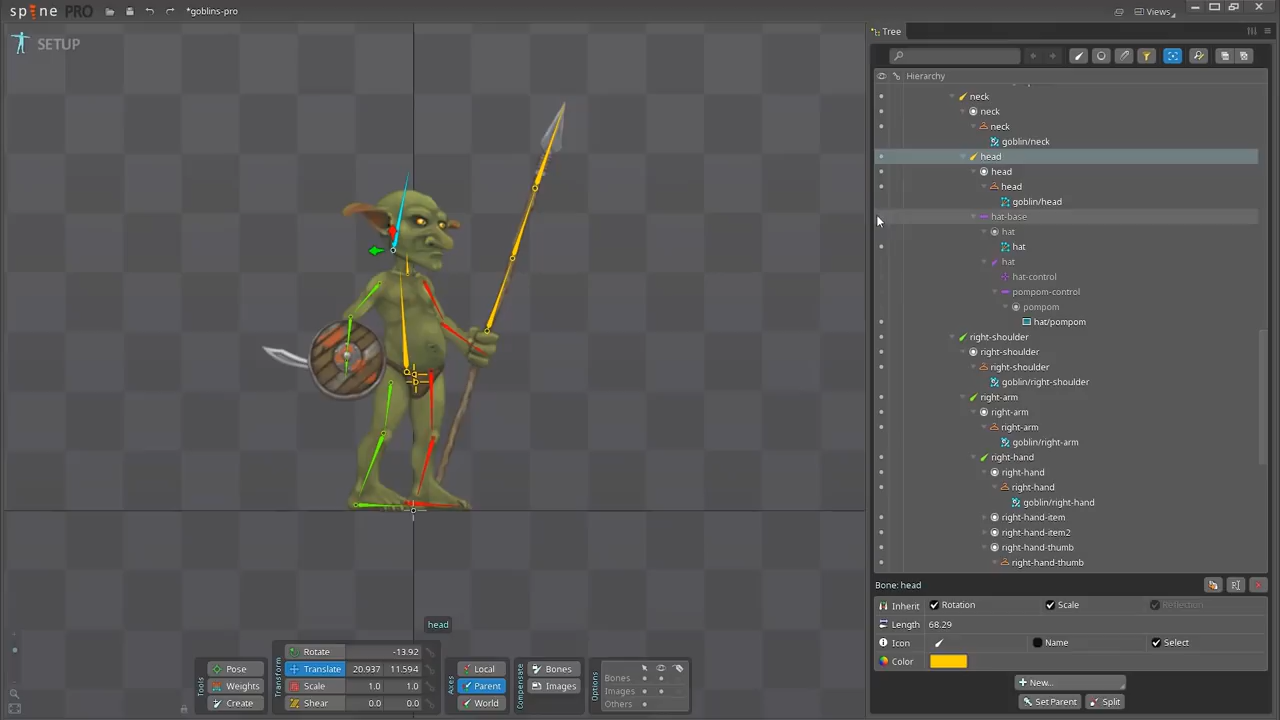 spine PRO
*goblins-pro
Views
SETUP
Tree
Hierarchy
neck
neck
neck
goblin/neck
head
head
head
goblin/head
hat-base
hat
hat
hat
hat-control
pompom-control
pompom
hat/pompom
right-shoulder
right-shoulder
right-shoulder
goblin/right-shoulder
right-arm
right-arm
right-arm
goblin/right-arm
right-hand
right-hand
right-hand
goblin/right-hand
right-hand-item
right-hand-item2
right-hand-thumb
right-hand-thumb
Bone: head
Inherit Rotation Scale Reflection
Length 68.29
Icon Name Select
Color
New...
Set Parent Split
head
Tools
Pose
Weights
Create
Transform
Rotate -13.92
Translate 20.937 11.594
Scale 1.0 1.0
Shear 0.0 0.0
Axes
Local
Parent
World
Compensate
Bones
Images
Options
Bones
Images
Others